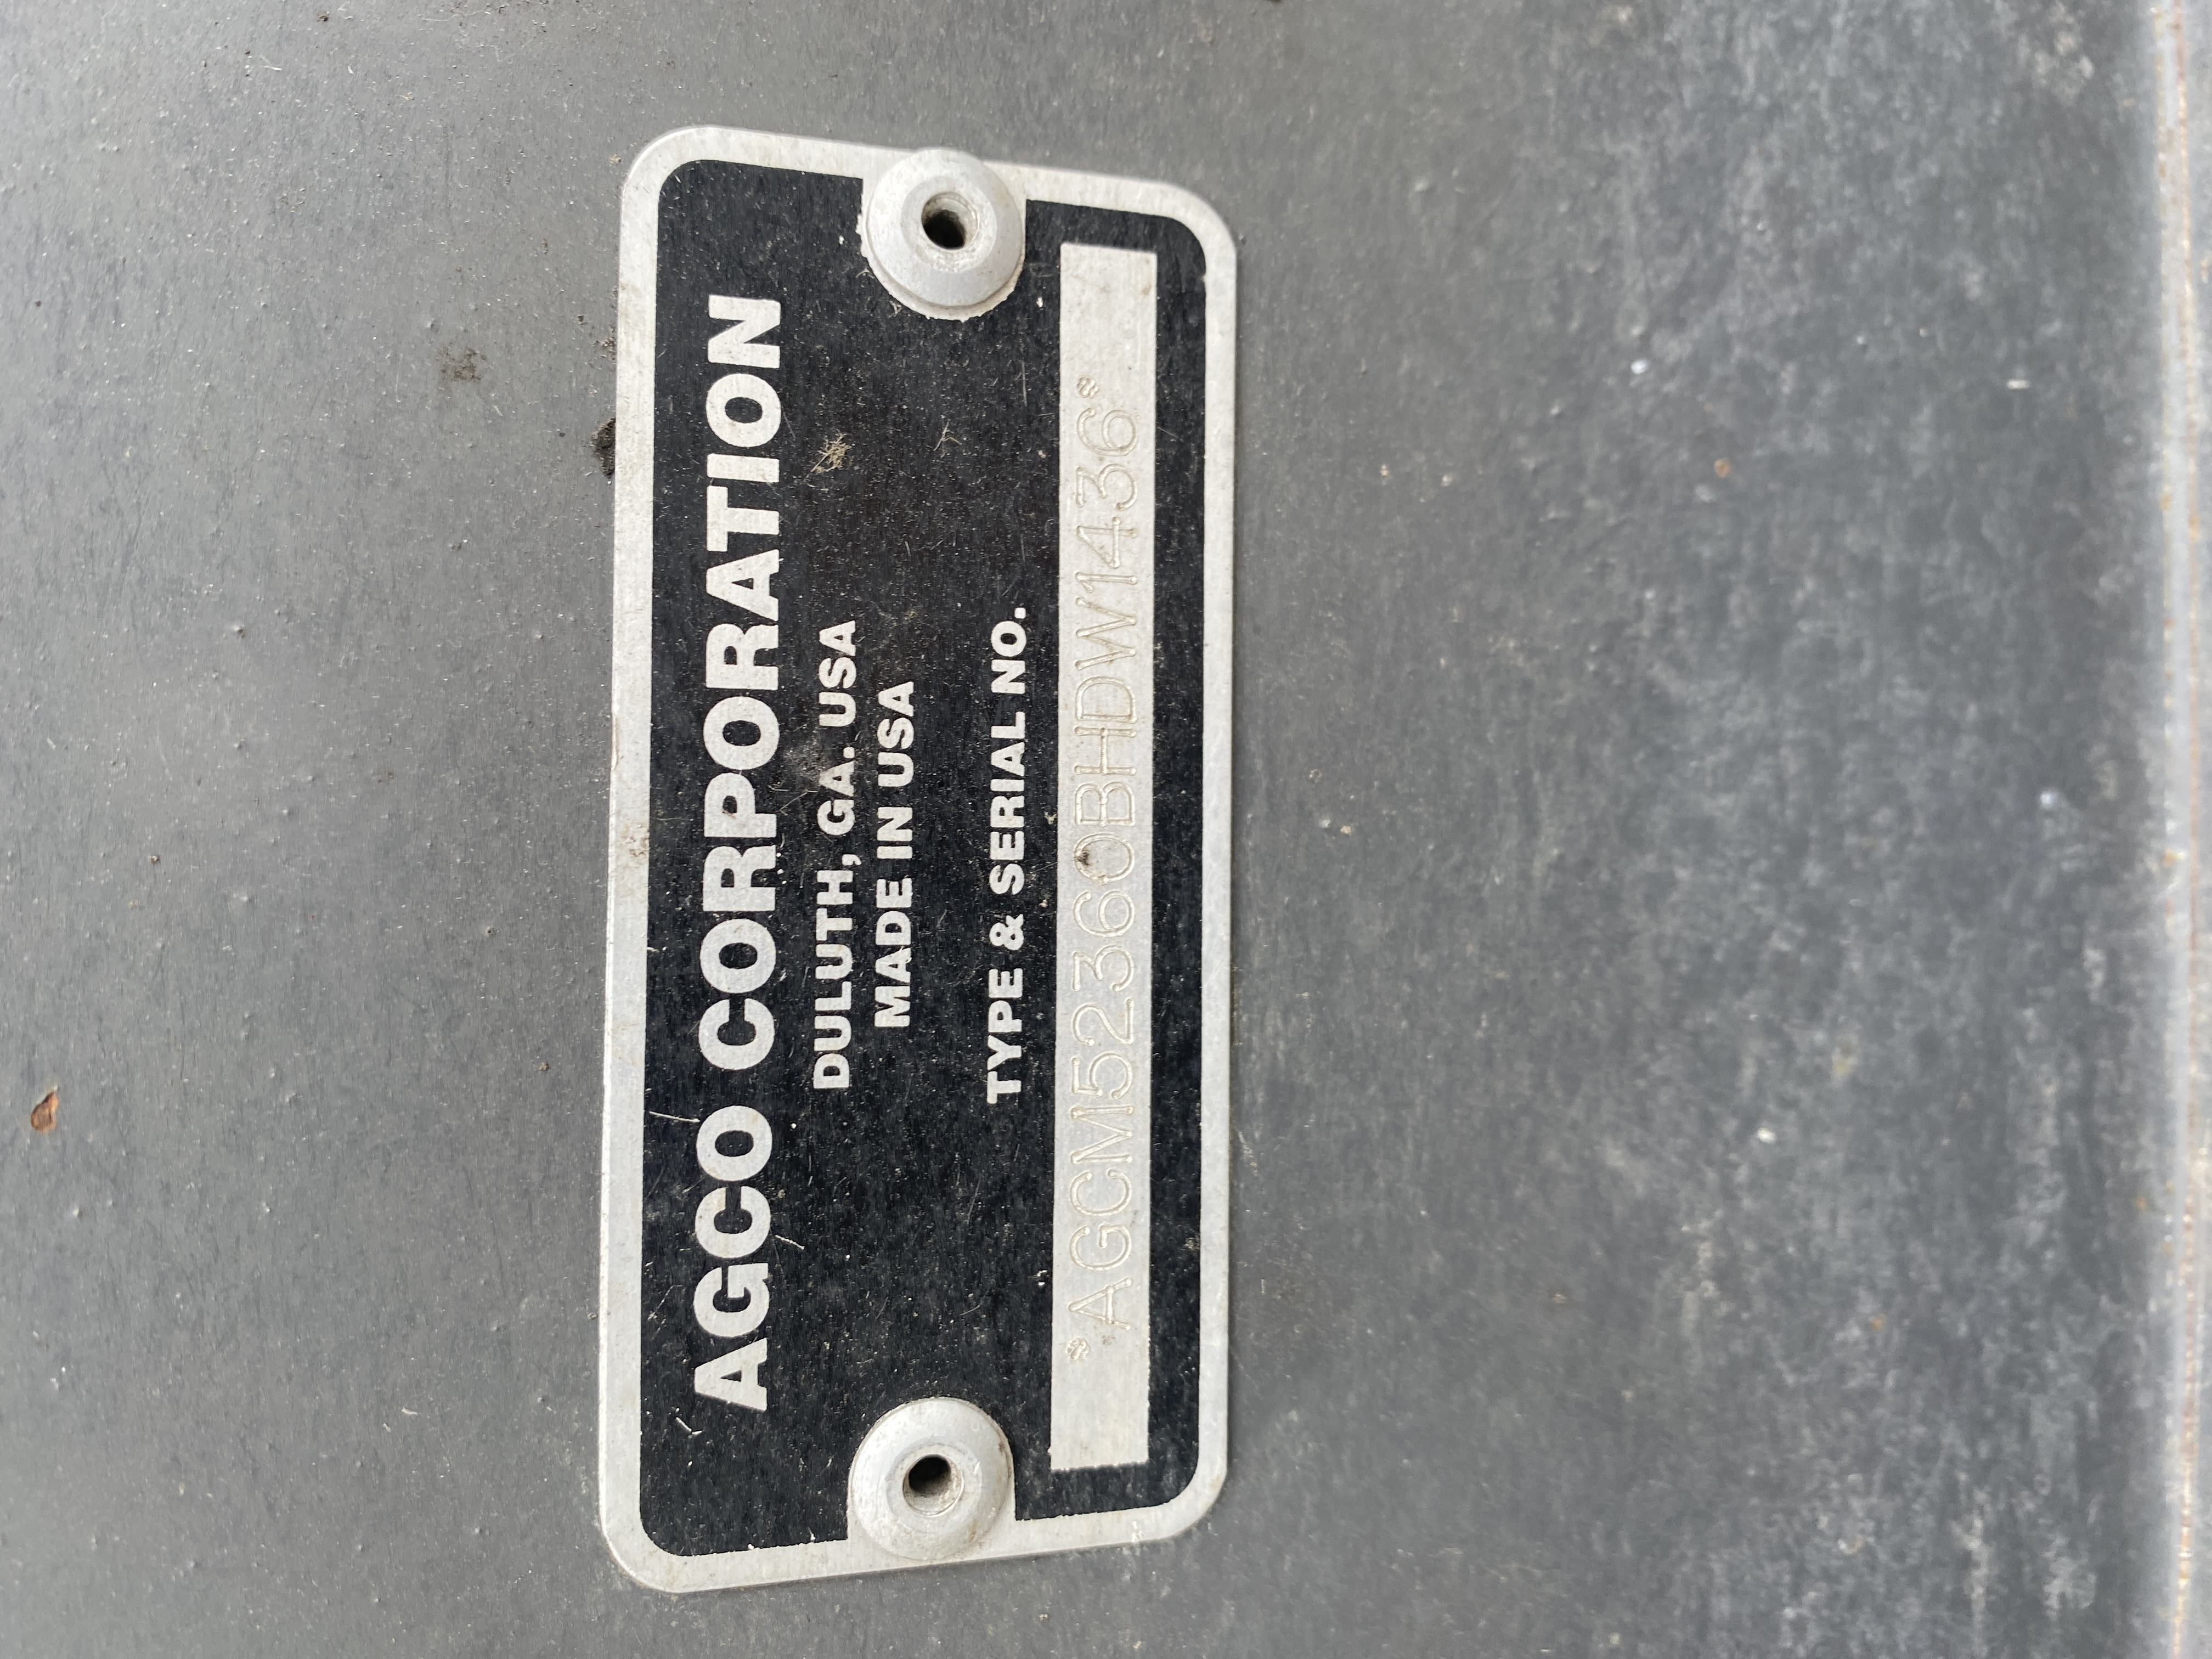 AGCO CORPORATION
DULUTH, GA. USA
MADE IN USA
TYPE & SERIAL NO.
*AGCM52360BHDW1436*